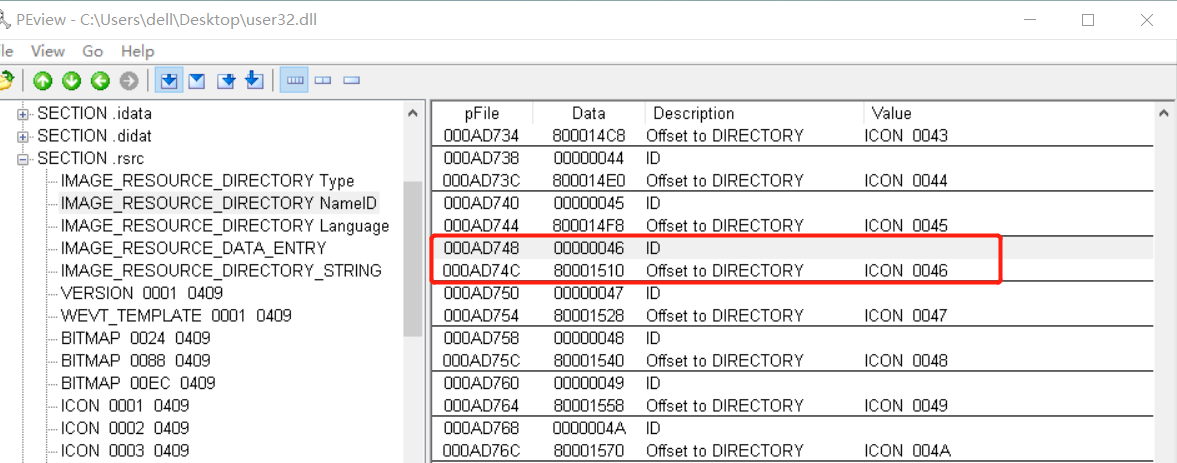 PEview - C:\Users\dell\Desktop\user32.dll
View Go Help
SECTION .idata
SECTION .didat
SECTION .rsrc
IMAGE_RESOURCE_DIRECTORY Type
IMAGE_RESOURCE_DIRECTORY NameID
IMAGE_RESOURCE_DIRECTORY Language
IMAGE_RESOURCE_DATA_ENTRY
IMAGE_RESOURCE_DIRECTORY_STRING
VERSION 0001 0409
WEVT_TEMPLATE 0001 0409
BITMAP 0024 0409
BITMAP 0088 0409
BITMAP 00EC 0409
ICON 0001 0409
ICON 0002 0409
ICON 0003 0409
pFile Data Description Value
000AD734 800014C8 Offset to DIRECTORY ICON 0043
000AD738 00000044 ID
000AD73C 800014E0 Offset to DIRECTORY ICON 0044
000AD740 00000045 ID
000AD744 800014F8 Offset to DIRECTORY ICON 0045
000AD748 00000046 ID
000AD74C 80001510 Offset to DIRECTORY ICON 0046
000AD750 00000047 ID
000AD754 80001528 Offset to DIRECTORY ICON 0047
000AD758 00000048 ID
000AD75C 80001540 Offset to DIRECTORY ICON 0048
000AD760 00000049 ID
000AD764 80001558 Offset to DIRECTORY ICON 0049
000AD768 0000004A ID
000AD76C 80001570 Offset to DIRECTORY ICON 004A